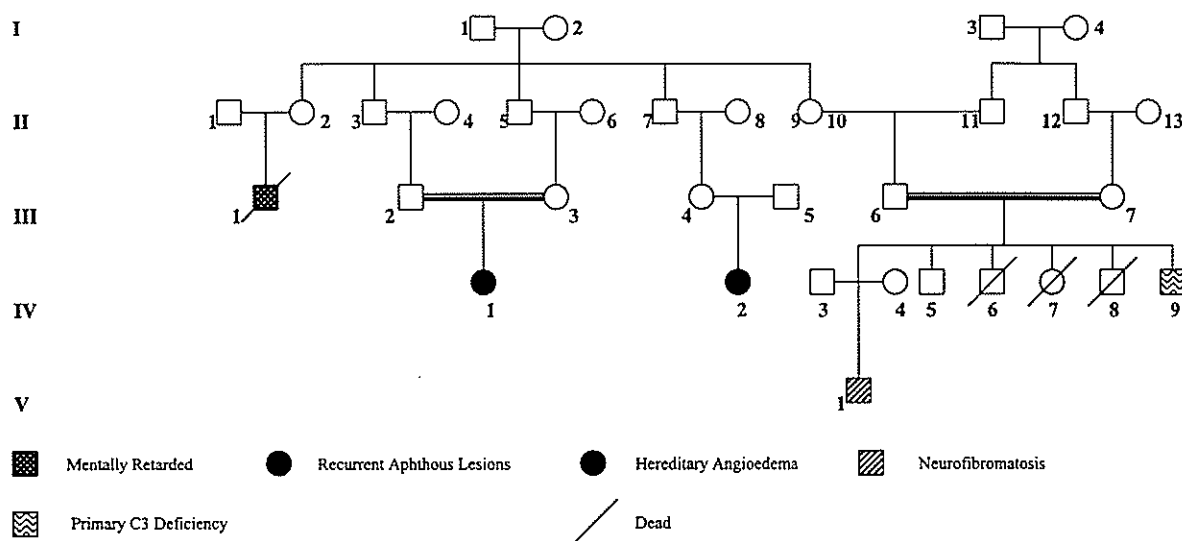 I
1 2 3 4
II
1 2 3 4 5 6 7 8 9 10 11 12 13
III
1 2 3 4 5 6 7
IV
1 2 3 4 5 6 7 8 9
V
1
Mentally Retarded Recurrent Aphthous Lesions Hereditary Angioedema Neurofibromatosis
Primary C3 Deficiency Dead